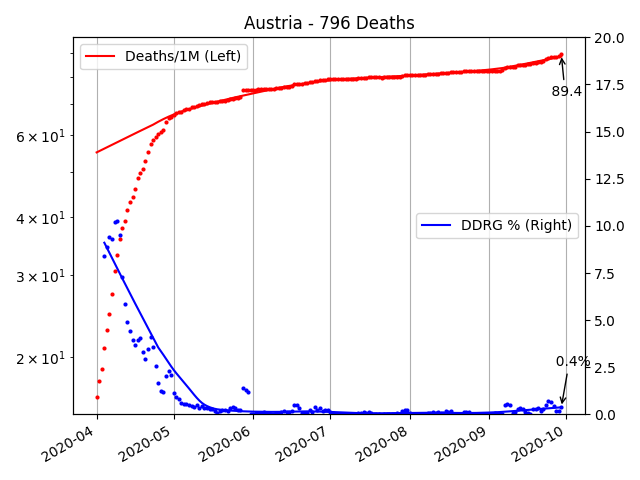 Austria - 796 Deaths
Deaths/1M (Left)
DDRG % (Right)
89.4
0.4%
6 × 10¹
4 × 10¹
3 × 10¹
2 × 10¹
20.0
17.5
15.0
12.5
10.0
7.5
5.0
2.5
0.0
2020-04
2020-05
2020-06
2020-07
2020-08
2020-09
2020-10